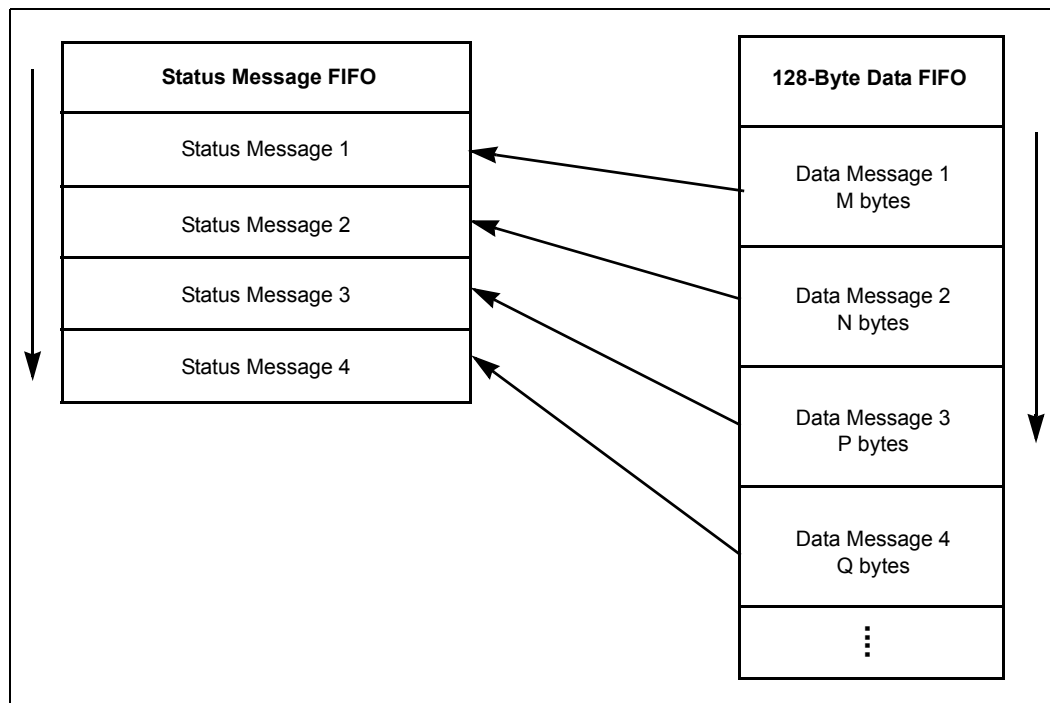 Status Message FIFO
Status Message 1
Status Message 2
Status Message 3
Status Message 4
128-Byte Data FIFO
Data Message 1
M bytes
Data Message 2
N bytes
Data Message 3
P bytes
Data Message 4
Q bytes